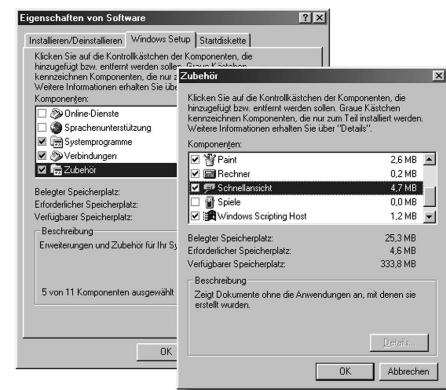 Eigenschaften von Software
Installieren/Deinstallieren Windows Setup Startdiskette
Klicken Sie auf die Kontrollkästchen der Komponenten, die
hinzugefügt bzw. entfernt werden sollen. Graue Kästchen
kennzeichnen Komponenten, die nur z
Weitere Informationen erhalten Sie übe
Komponenten:
Online-Dienste
Sprachenunterstützung
Systemprogramme
Verbindungen
Zubehör
Belegter Speicherplatz:
Erforderlicher Speicherplatz:
Verfügbarer Speicherplatz:
Beschreibung
Erweiterungen und Zubehör für Ihr Sy
5 von 11 Komponenten ausgewählt
OK
Zubehör
Klicken Sie auf die Kontrollkästchen der Komponenten, die
hinzugefügt bzw. entfernt werden sollen. Graue Kästchen
kennzeichnen Komponenten, die nur zum Teil installiert werden.
Weitere Informationen erhalten Sie über "Details".
Komponenten:
Paint 2,6 MB
Rechner 0,2 MB
Schnellansicht 4,7 MB
Spiele 0,0 MB
Windows Scripting Host 1,2 MB
Belegter Speicherplatz: 25,3 MB
Erforderlicher Speicherplatz: 4,6 MB
Verfügbarer Speicherplatz: 333,8 MB
Beschreibung
Zeigt Dokumente ohne die Anwendungen an, mit denen sie
erstellt wurden.
Details...
OK Abbrechen